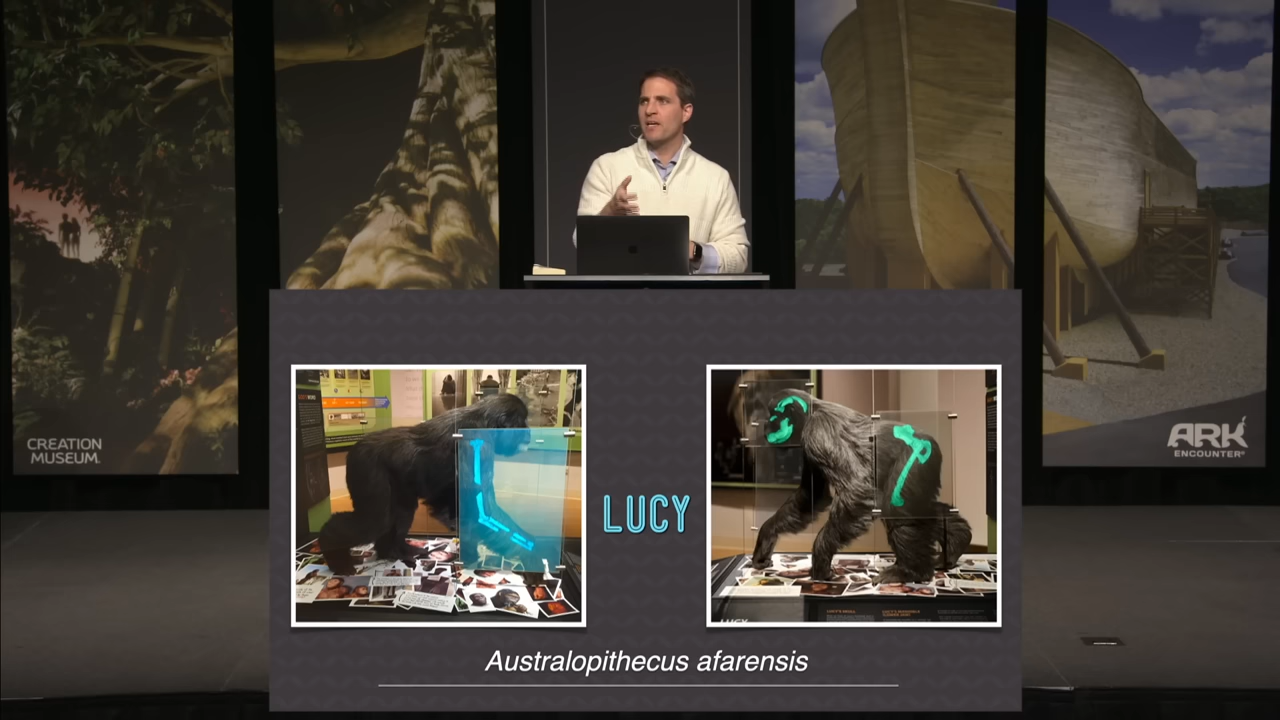 CREATION
MUSEUM
ARK
ENCOUNTER
LUCY
Australopithecus afarensis